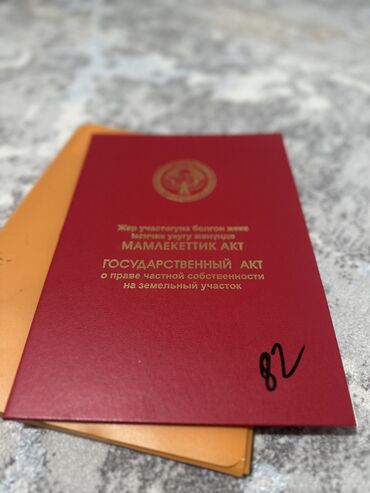 Жер участогуна болгон жеке
менчик укугу жөнүндө
МАМЛЕКЕТТИК АКТ
ГОСУДАРСТВЕННЫЙ АКТ
о праве частной собственности
на земельный участок
82